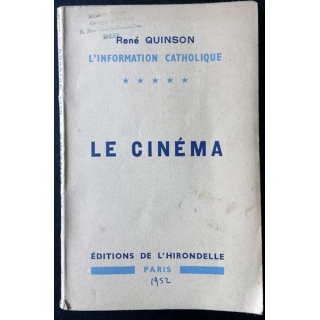 René QUINSON
L'INFORMATION CATHOLIQUE
★ ★ ★ ★ ★
LE CINÉMA
ÉDITIONS DE L'HIRONDELLE
PARIS
1952